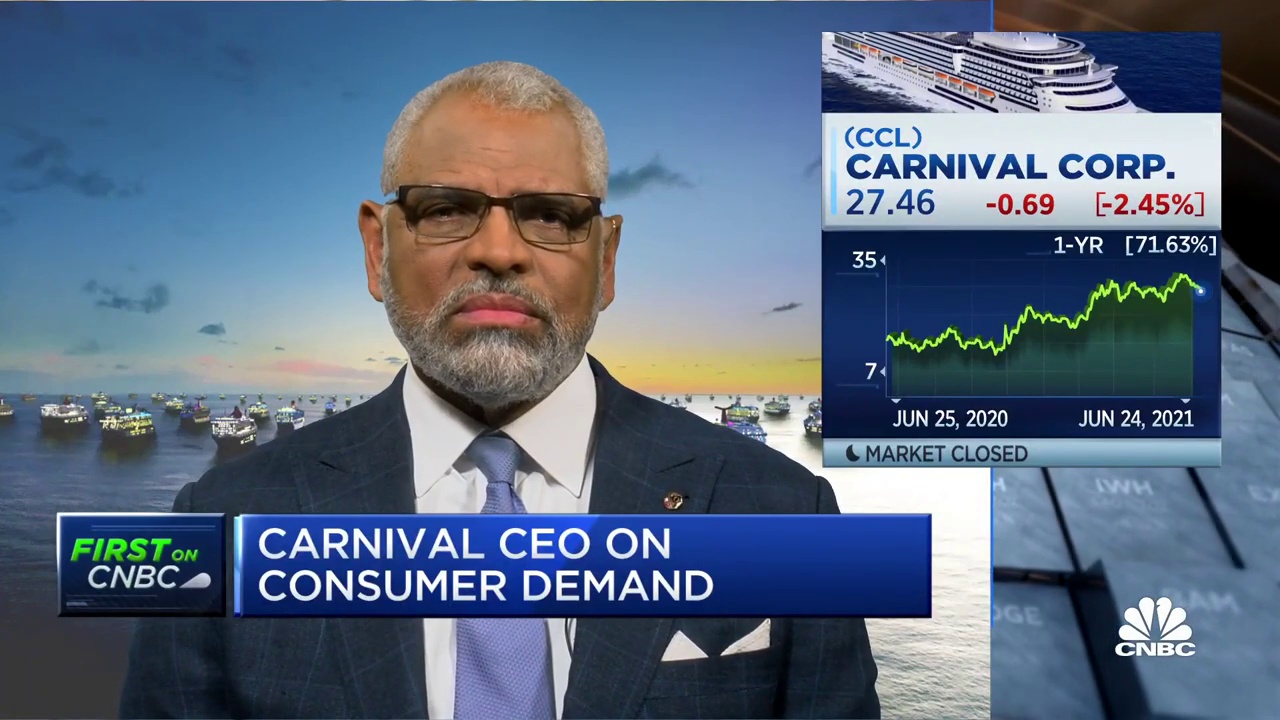 (CCL)
CARNIVAL CORP.
27.46 -0.69 [-2.45%]
1-YR [71.63%]
35
7
JUN 25, 2020 JUN 24, 2021
MARKET CLOSED
FIRST ON
CNBC
CARNIVAL CEO ON
CONSUMER DEMAND
IWH
CNBC